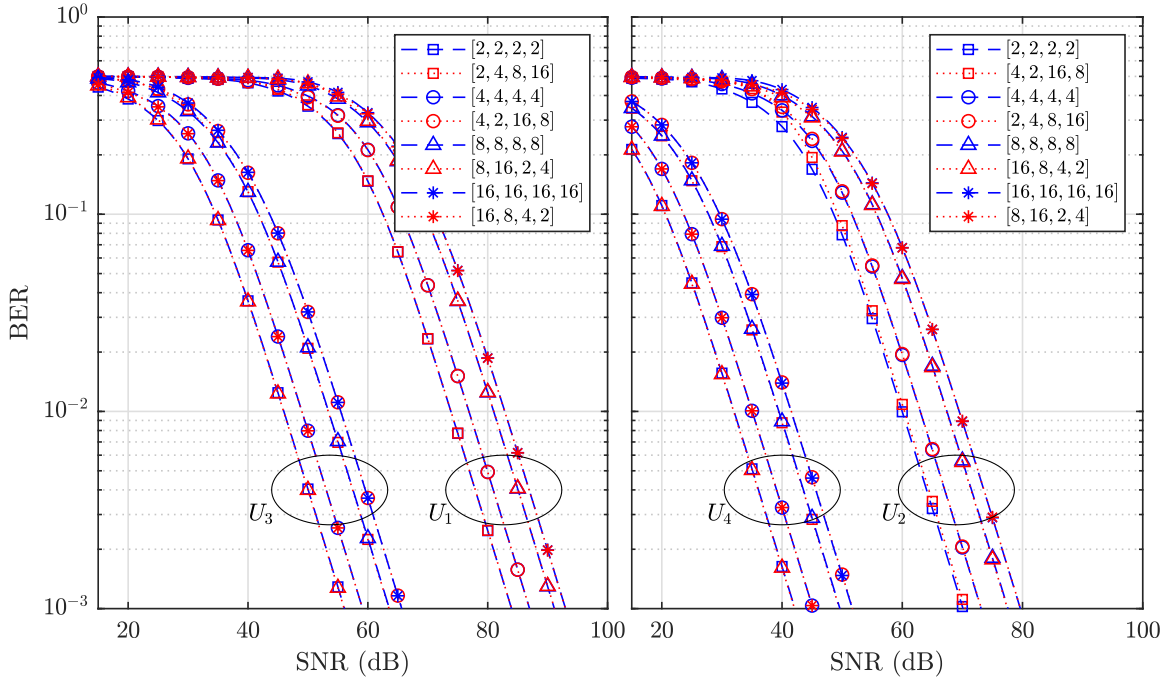 BER
10^0
10^{-1}
10^{-2}
10^{-3}
[2, 2, 2, 2]
[2, 4, 8, 16]
[4, 4, 4, 4]
[4, 2, 16, 8]
[8, 8, 8, 8]
[8, 16, 2, 4]
[16, 16, 16, 16]
[16, 8, 4, 2]
U_3
U_1
20 40 60 80 100
SNR (dB)
[2, 2, 2, 2]
[4, 2, 16, 8]
[4, 4, 4, 4]
[2, 4, 8, 16]
[8, 8, 8, 8]
[16, 8, 4, 2]
[16, 16, 16, 16]
[8, 16, 2, 4]
U_4
U_2
20 40 60 80 100
SNR (dB)